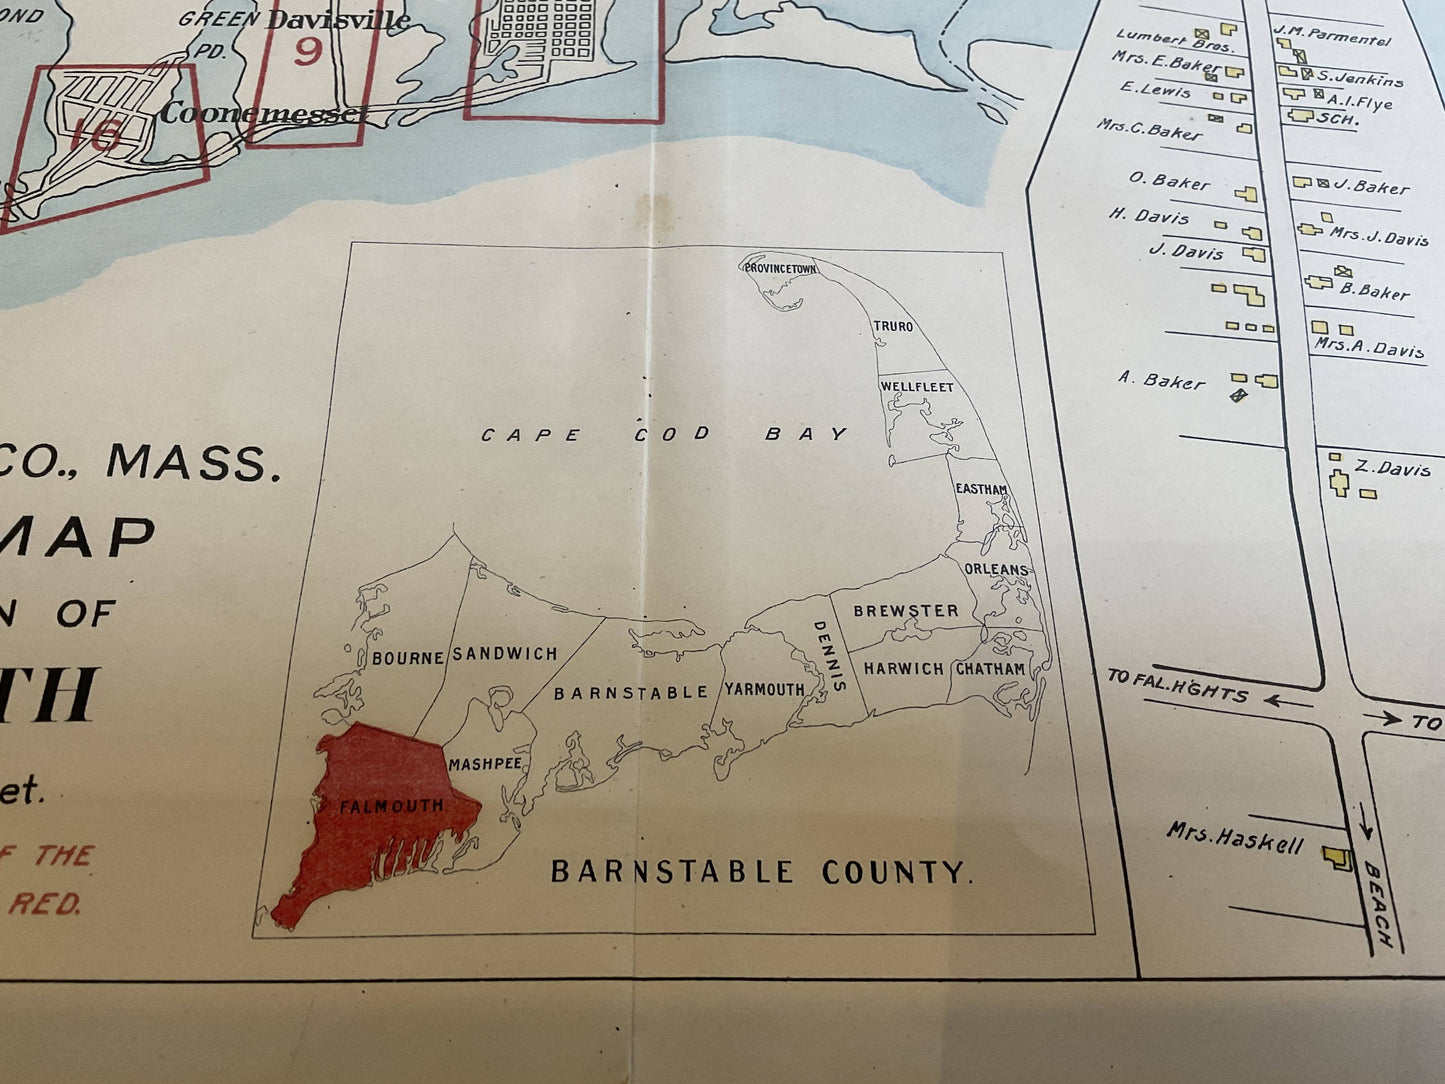 OND
GREEN
PD.
Davisville
9
Coonemesset
16
CO., MASS.
MAP
N OF
TH
et.
F THE
RED.
PROVINCETOWN
TRURO
WELLFLEET
CAPE COD BAY
EASTHAM
ORLEANS
BREWSTER
DENNIS
HARWICH
CHATHAM
BOURNE
SANDWICH
BARNSTABLE
YARMOUTH
MASHPEE
FALMOUTH
BARNSTABLE COUNTY.
Lumbert Bros.
J.M. Parmentel
Mrs. E. Baker
S. Jenkins
E. Lewis
A.I. Flye
SCH.
Mrs. C. Baker
O. Baker
J. Baker
H. Davis
Mrs. J. Davis
J. Davis
B. Baker
Mrs. A. Davis
A. Baker
Z. Davis
TO FAL. HGHTS
TO
Mrs. Haskell
BEACH